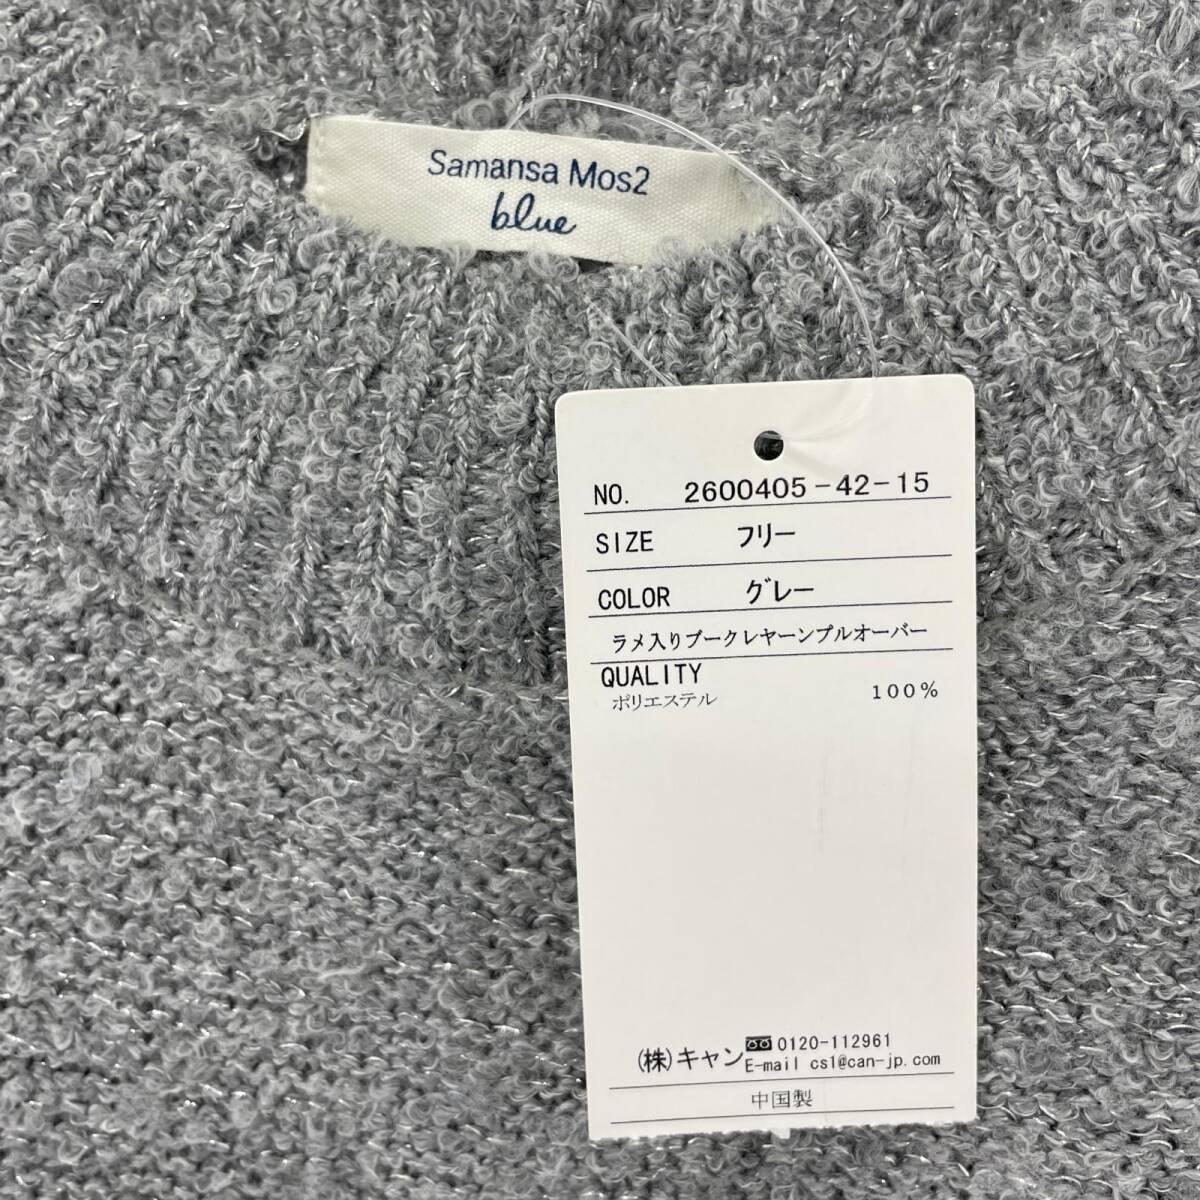 Samansa Mos2
blue
NO. 2600405-42-15
SIZE フリー
COLOR グレー
ラメ入りブークレヤーンプルオーバー
QUALITY
ポリエステル 100%
(株)キャン 0120-112961
E-mail cs1@can-jp.com
中国製